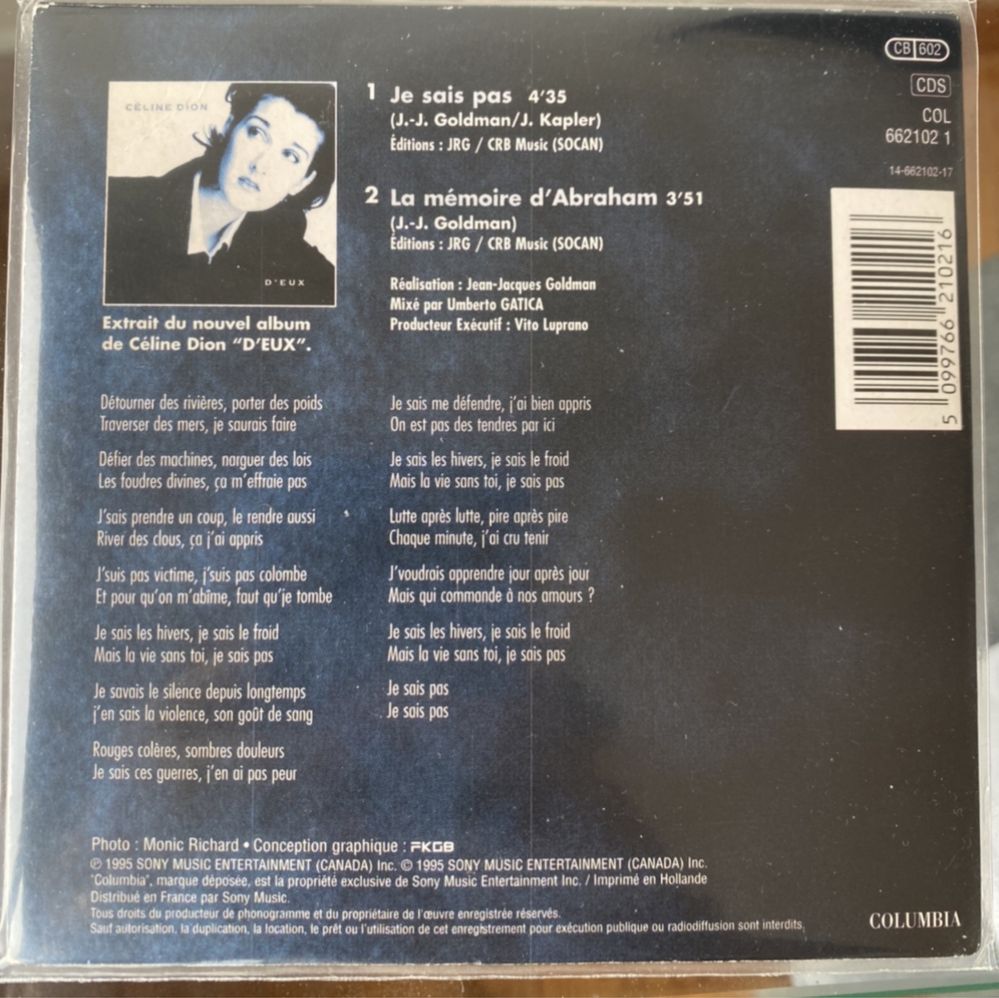 CB 602
CDS
COL
662102 1
14-662102-17
5 099766 210216
CÉLINE DION
D'EUX
Extrait du nouvel album
de Céline Dion "D'EUX".
1 Je sais pas 4'35
(J.-J. Goldman/J. Kapler)
Éditions : JRG / CRB Music (SOCAN)
2 La mémoire d'Abraham 3'51
(J.-J. Goldman)
Éditions : JRG / CRB Music (SOCAN)
Réalisation : Jean-Jacques Goldman
Mixé par Umberto GATICA
Producteur Exécutif : Vito Luprano
Détourner des rivières, porter des poids
Traverser des mers, je saurais faire
Défier des machines, narguer des lois
Les foudres divines, ça m'effraie pas
J'sais prendre un coup, le rendre aussi
River des clous, ça j'ai appris
J'suis pas victime, j'suis pas colombe
Et pour qu'on m'abîme, faut qu'je tombe
Je sais les hivers, je sais le froid
Mais la vie sans toi, je sais pas
Je savais le silence depuis longtemps
j'en sais la violence, son goût de sang
Rouges colères, sombres douleurs
Je sais ces guerres, j'en ai pas peur
Je sais me défendre, j'ai bien appris
On est pas des tendres par ici
Je sais les hivers, je sais le froid
Mais la vie sans toi, je sais pas
Lutte après lutte, pire après pire
Chaque minute, j'ai cru tenir
J'voudrais apprendre jour après jour
Mais qui commande à nos amours ?
Je sais les hivers, je sais le froid
Mais la vie sans toi, je sais pas
Je sais pas
Je sais pas
Photo : Monic Richard • Conception graphique : FKGB
℗ 1995 SONY MUSIC ENTERTAINMENT (CANADA) Inc. © 1995 SONY MUSIC ENTERTAINMENT (CANADA) Inc.
"Columbia", marque déposée, est la propriété exclusive de Sony Music Entertainment Inc. / Imprimé en Hollande
Distribué en France par Sony Music.
Tous droits du producteur de phonogramme et du propriétaire de l'œuvre enregistrée réservés.
Sauf autorisation, la duplication, la location, le prêt ou l'utilisation de cet enregistrement pour exécution publique ou radiodiffusion sont interdits.
COLUMBIA